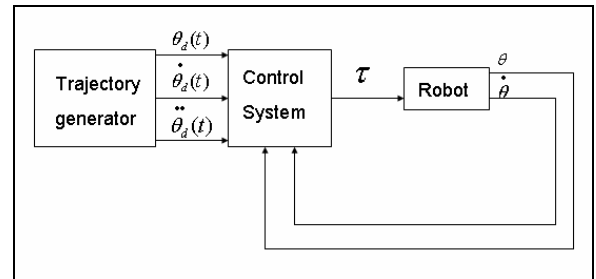 θ_d(t)
θ̇_d(t)
θ̈_d(t)
Trajectory
generator
Control
System
τ
Robot
θ
θ̇